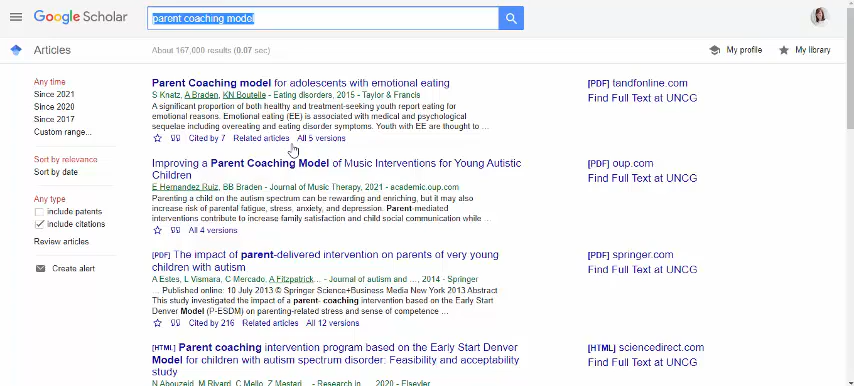 Google Scholar
parent coaching model
Articles
About 167,000 results (0.07 sec)
My profile
My library
Any time
Since 2021
Since 2020
Since 2017
Custom range...
Sort by relevance
Sort by date
Any type
include patents
include citations
Review articles
Create alert
Parent Coaching model for adolescents with emotional eating
S Knatz, A Braden, KN Boutelle - Eating disorders, 2015 - Taylor & Francis
A significant proportion of both healthy and treatment-seeking youth report eating for
emotional reasons. Emotional eating (EE) is associated with medical and psychological
sequelae including overeating and eating disorder symptoms. Youth with EE are thought to ...
Cited by 7 Related articles All 5 versions
[PDF] tandfonline.com
Find Full Text at UNCG
Improving a Parent Coaching Model of Music Interventions for Young Autistic
Children
E Hernandez Ruiz, BB Braden - Journal of Music Therapy, 2021 - academic.oup.com
Parenting a child on the autism spectrum can be rewarding and enriching, but it may also
increase risk of parental fatigue, stress, anxiety, and depression. Parent-mediated
interventions contribute to increase family satisfaction and child social communication while ...
All 4 versions
[PDF] oup.com
Find Full Text at UNCG
[PDF] The impact of parent-delivered intervention on parents of very young
children with autism
A Estes, L Vismara, C Mercado, A Fitzpatrick... - Journal of autism and ..., 2014 - Springer
... Published online: 10 July 2013 © Springer Science+Business Media New York 2013 Abstract
This study investigated the impact of a parent- coaching intervention based on the Early Start
Denver Model (P-ESDM) on parenting-related stress and sense of competence ...
Cited by 216 Related articles All 12 versions
[PDF] springer.com
Find Full Text at UNCG
[HTML] Parent coaching intervention program based on the Early Start Denver
Model for children with autism spectrum disorder: Feasibility and acceptability
study
N Abouzeid, M Rivard, C Mello, Z Mestari... - Research in ... 2020 - Elsevier
[HTML] sciencedirect.com
Find Full Text at UNCG